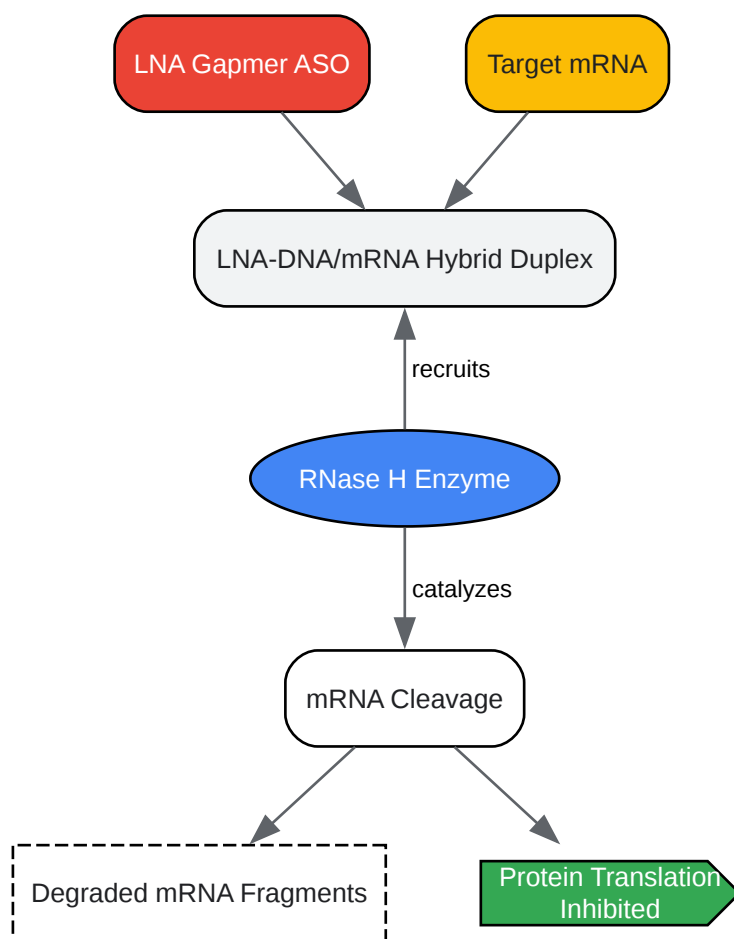 LNA Gapmer ASO
Target mRNA
LNA-DNA/mRNA Hybrid Duplex
recruits
RNase H Enzyme
catalyzes
mRNA Cleavage
Degraded mRNA Fragments
Protein Translation
Inhibited